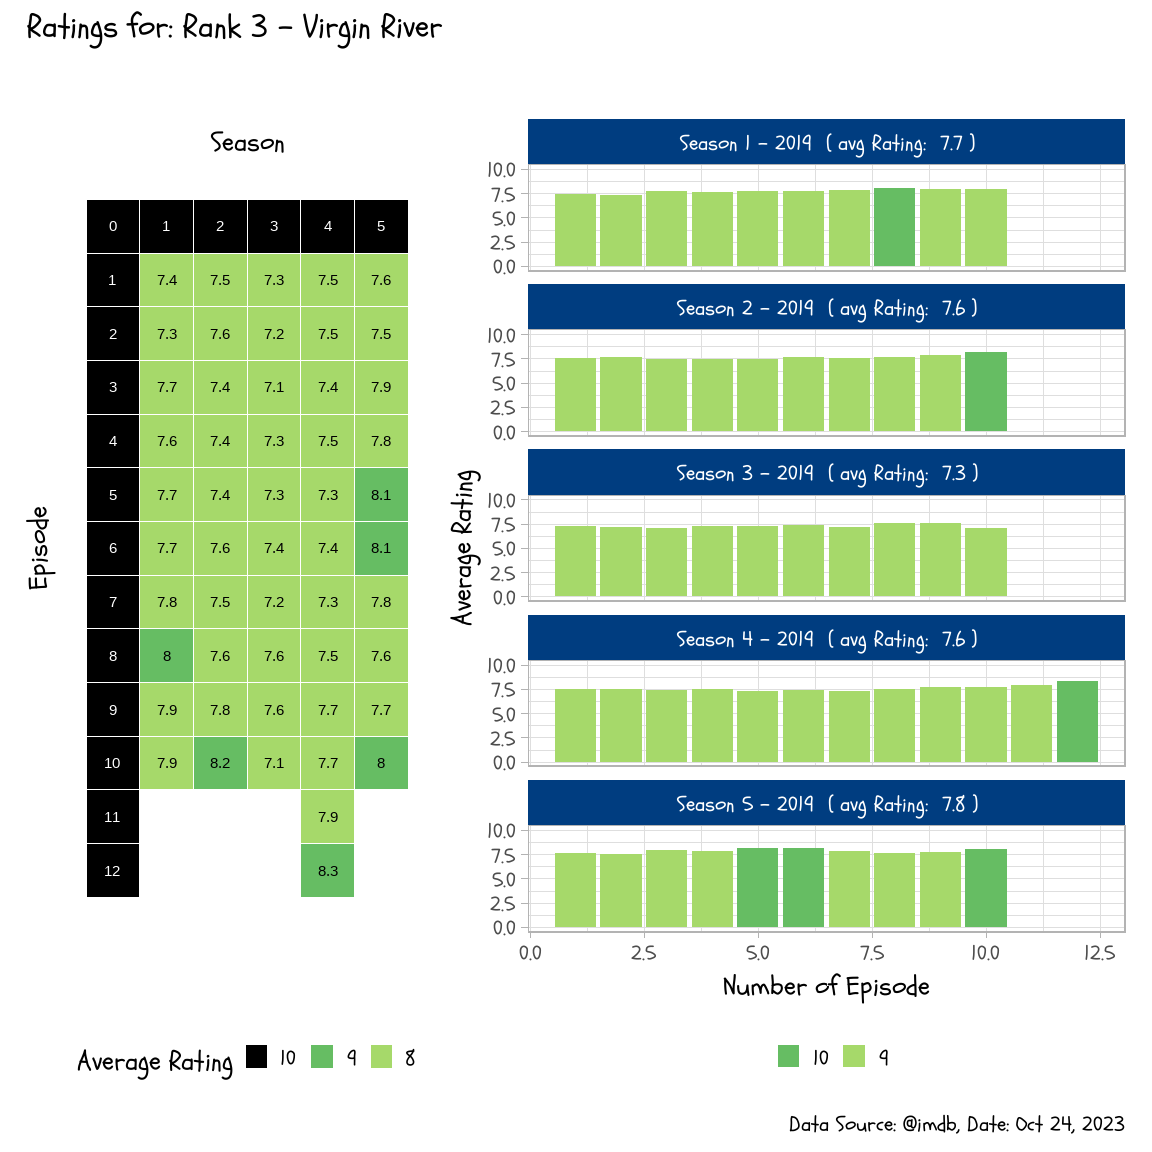 Ratings for: Rank 3 - Virgin River
Season
Episode
0 1 2 3 4 5
1 7.4 7.5 7.3 7.5 7.6
2 7.3 7.6 7.2 7.5 7.5
3 7.7 7.4 7.1 7.4 7.9
4 7.6 7.4 7.3 7.5 7.8
5 7.7 7.4 7.3 7.3 8.1
6 7.7 7.6 7.4 7.4 8.1
7 7.8 7.5 7.2 7.3 7.8
8 8 7.6 7.6 7.5 7.6
9 7.9 7.8 7.6 7.7 7.7
10 7.9 8.2 7.1 7.7 8
11 7.9
12 8.3
Average Rating 10 9 8
Average Rating
Season 1 - 2019 ( avg Rating: 7.7 )
10.0
7.5
5.0
2.5
0.0
Season 2 - 2019 ( avg Rating: 7.6 )
10.0
7.5
5.0
2.5
0.0
Season 3 - 2019 ( avg Rating: 7.3 )
10.0
7.5
5.0
2.5
0.0
Season 4 - 2019 ( avg Rating: 7.6 )
10.0
7.5
5.0
2.5
0.0
Season 5 - 2019 ( avg Rating: 7.8 )
10.0
7.5
5.0
2.5
0.0
0.0 2.5 5.0 7.5 10.0 12.5
Number of Episode
10 9
Data Source: @imdb, Date: Oct 24, 2023